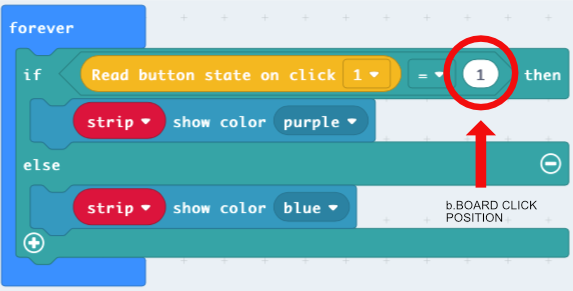 forever
if Read button state on click 1 = 1 then
strip show color purple
else
strip show color blue
b.BOARD CLICK
POSITION